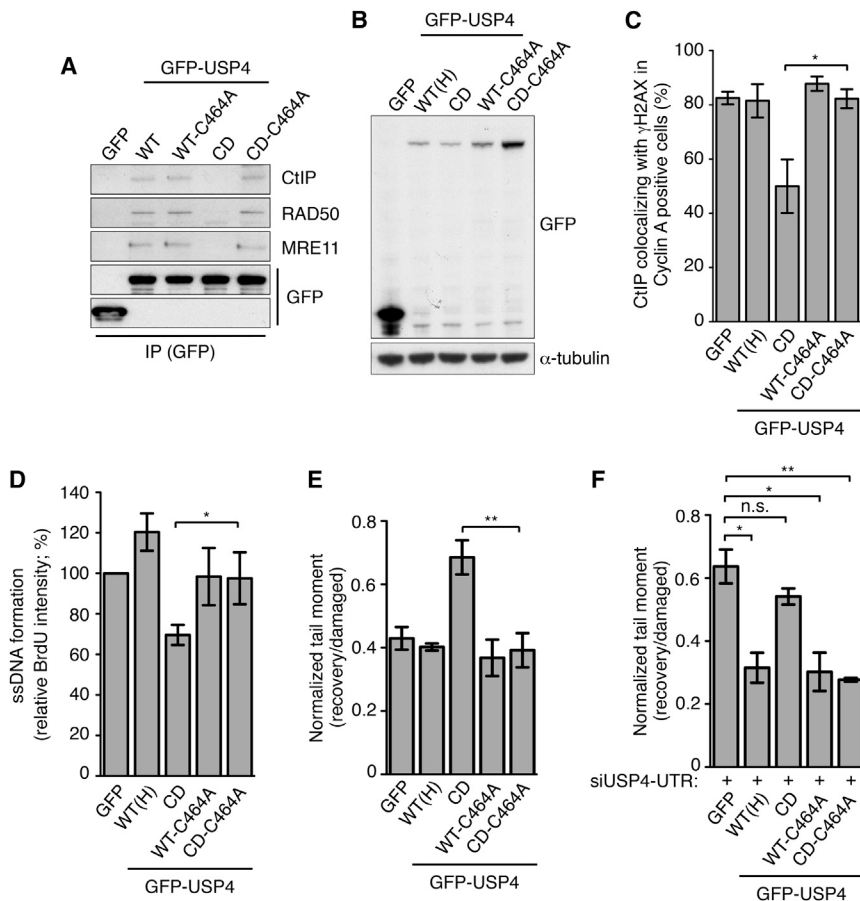 A
GFP-USP4
GFP
WT
WT-C464A
CD
CD-C464A
CtIP
RAD50
MRE11
GFP
IP (GFP)
B
GFP-USP4
GFP
WT(H)
CD
WT-C464A
CD-C464A
GFP
α-tubulin
C
CtIP colocalizing with γH2AX in
Cyclin A positive cells (%)
100
80
60
40
20
0
*
GFP
WT(H)
CD
WT-C464A
CD-C464A
GFP-USP4
D
ssDNA formation
(relative BrdU intensity; %)
140
120
100
80
60
40
20
0
*
GFP
WT(H)
CD
WT-C464A
CD-C464A
GFP-USP4
E
Normalized tail moment
(recovery/damaged)
0.8
0.6
0.4
0.2
0
**
GFP
WT(H)
CD
WT-C464A
CD-C464A
GFP-USP4
F
Normalized tail moment
(recovery/damaged)
0.8
0.6
0.4
0.2
0
**
*
n.s.
*
siUSP4-UTR: + + + + +
GFP
WT(H)
CD
WT-C464A
CD-C464A
GFP-USP4